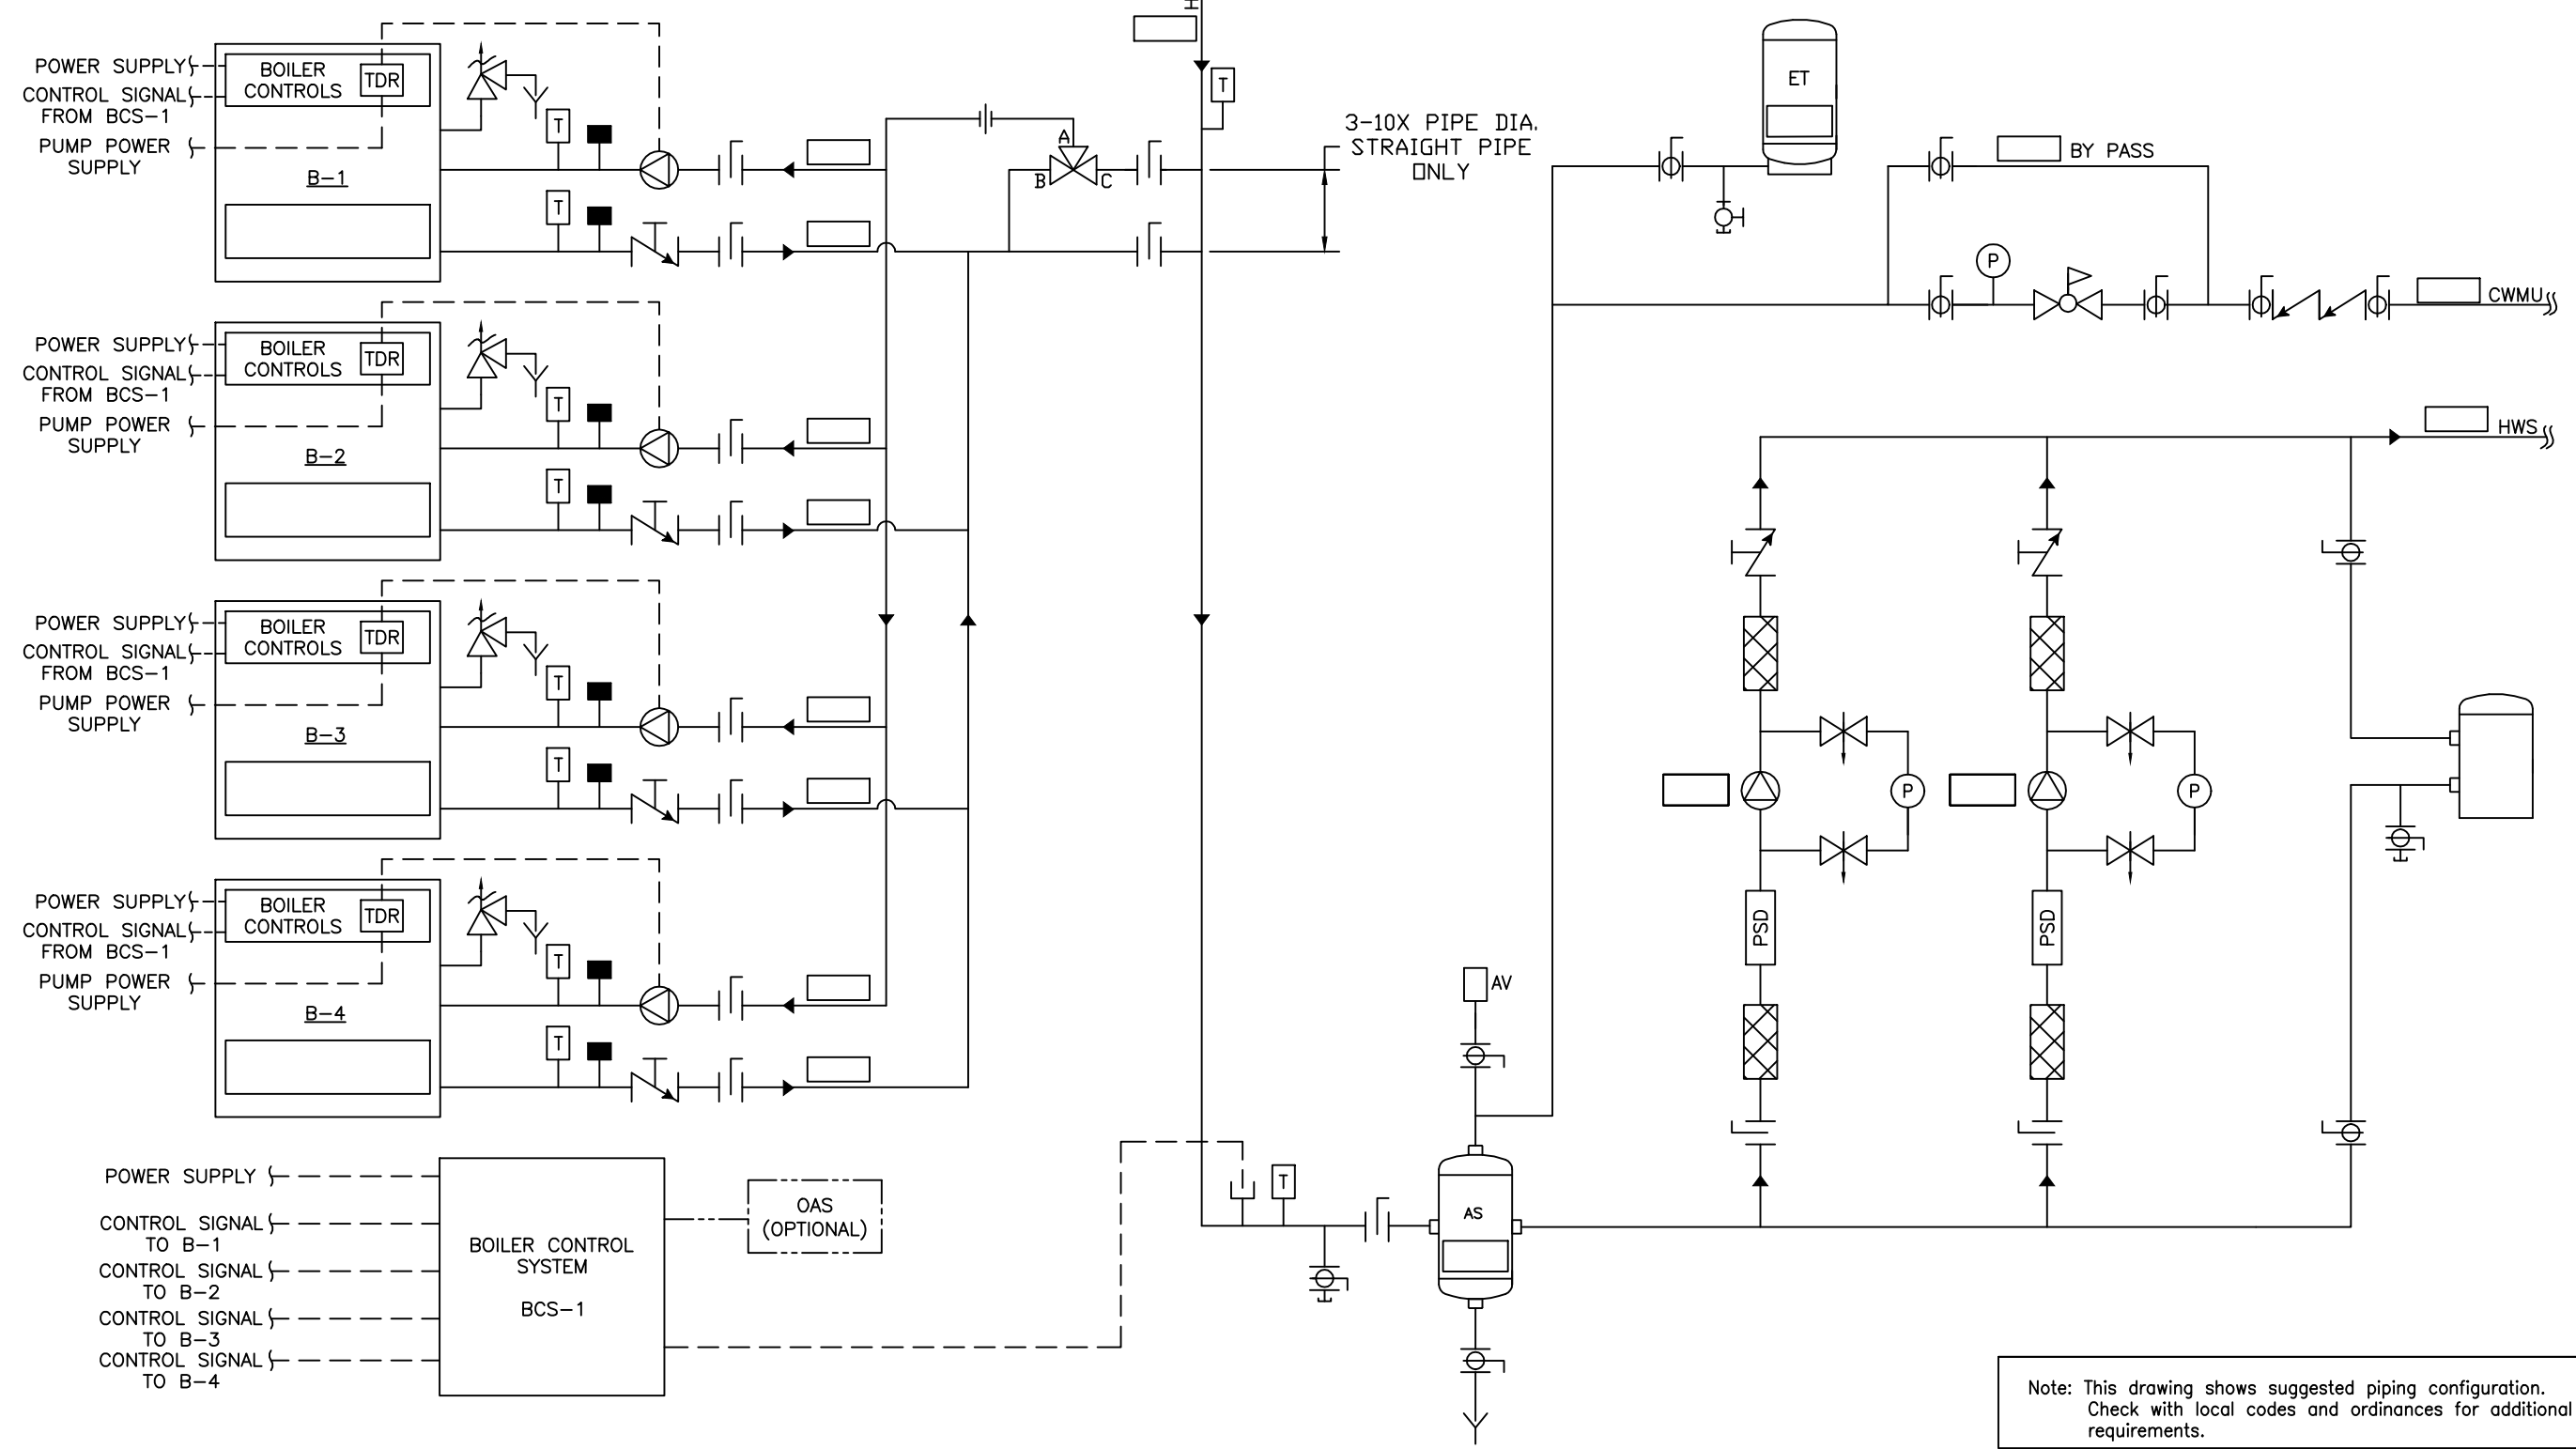 POWER SUPPLY
CONTROL SIGNAL
FROM BCS-1
PUMP POWER
SUPPLY
BOILER
CONTROLS
TDR
B-1
T
T
POWER SUPPLY
CONTROL SIGNAL
FROM BCS-1
PUMP POWER
SUPPLY
BOILER
CONTROLS
TDR
B-2
T
T
POWER SUPPLY
CONTROL SIGNAL
FROM BCS-1
PUMP POWER
SUPPLY
BOILER
CONTROLS
TDR
B-3
T
T
POWER SUPPLY
CONTROL SIGNAL
FROM BCS-1
PUMP POWER
SUPPLY
BOILER
CONTROLS
TDR
B-4
T
T
POWER SUPPLY
CONTROL SIGNAL
TO B-1
CONTROL SIGNAL
TO B-2
CONTROL SIGNAL
TO B-3
CONTROL SIGNAL
TO B-4
BOILER CONTROL
SYSTEM
BCS-1
OAS
(OPTIONAL)
A
B
C
T
3-10X PIPE DIA.
STRAIGHT PIPE
ONLY
ET
BY PASS
P
CWMU
HWS
P
P
PSD
PSD
AV
T
AS
Note: This drawing shows suggested piping configuration.
Check with local codes and ordinances for additional
requirements.